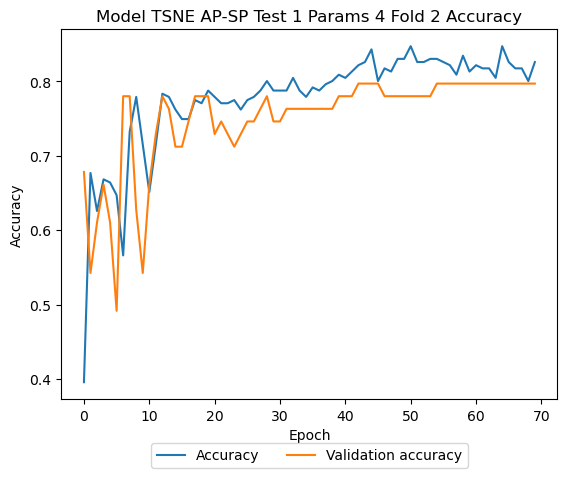 Model TSNE AP-SP Test 1 Params 4 Fold 2 Accuracy
0.8
0.7
0.6
0.5
0.4
Accuracy
0 10 20 30 40 50 60 70
Epoch
Accuracy Validation accuracy